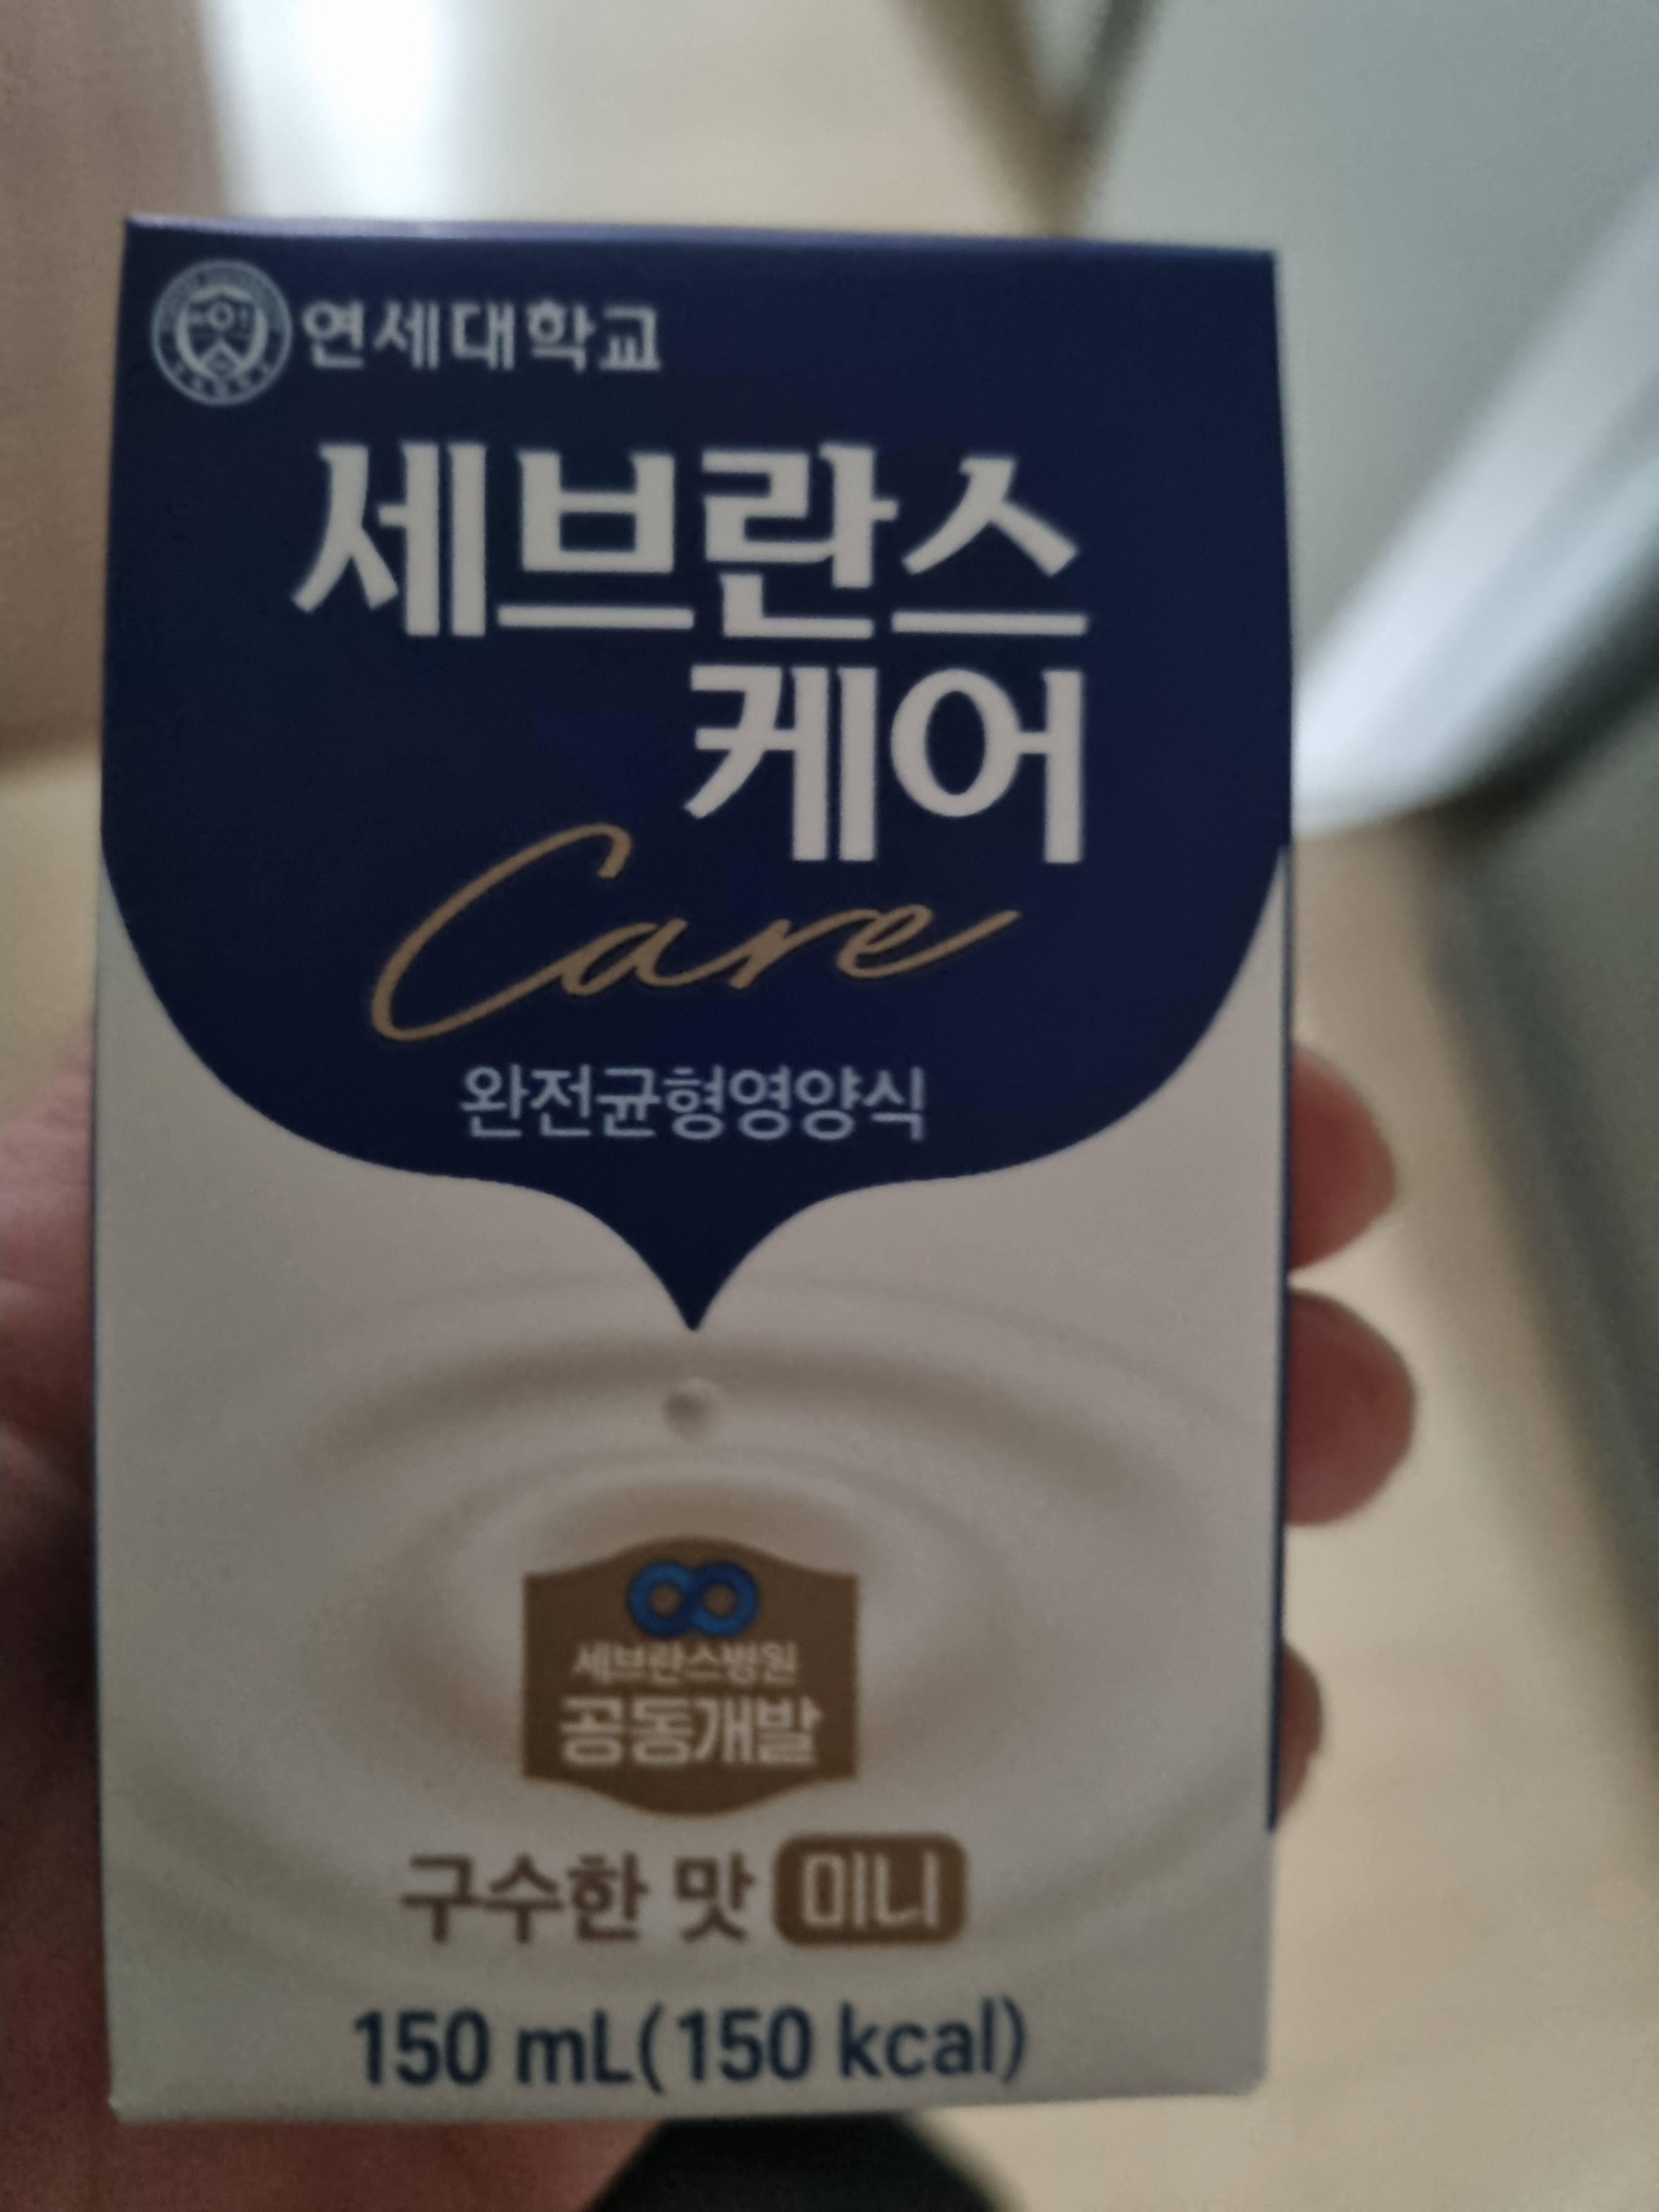 연세대학교
세브란스
케어
Care
완전균형영양식
세브란스병원
공동개발
구수한 맛 미니
150 mL(150 kcal)